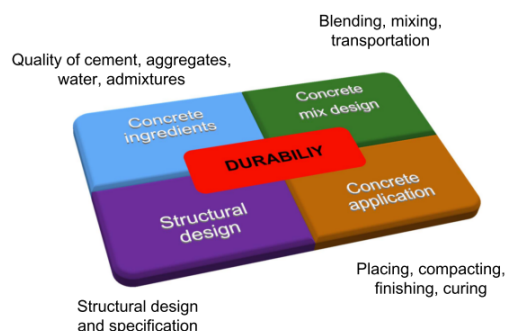 Blending, mixing,
transportation
Quality of cement, aggregates,
water, admixtures
Concrete
ingredients
Concrete
mix design
DURABILIY
Structural
design
Concrete
application
Placing, compacting,
finishing, curing
Structural design
and specification